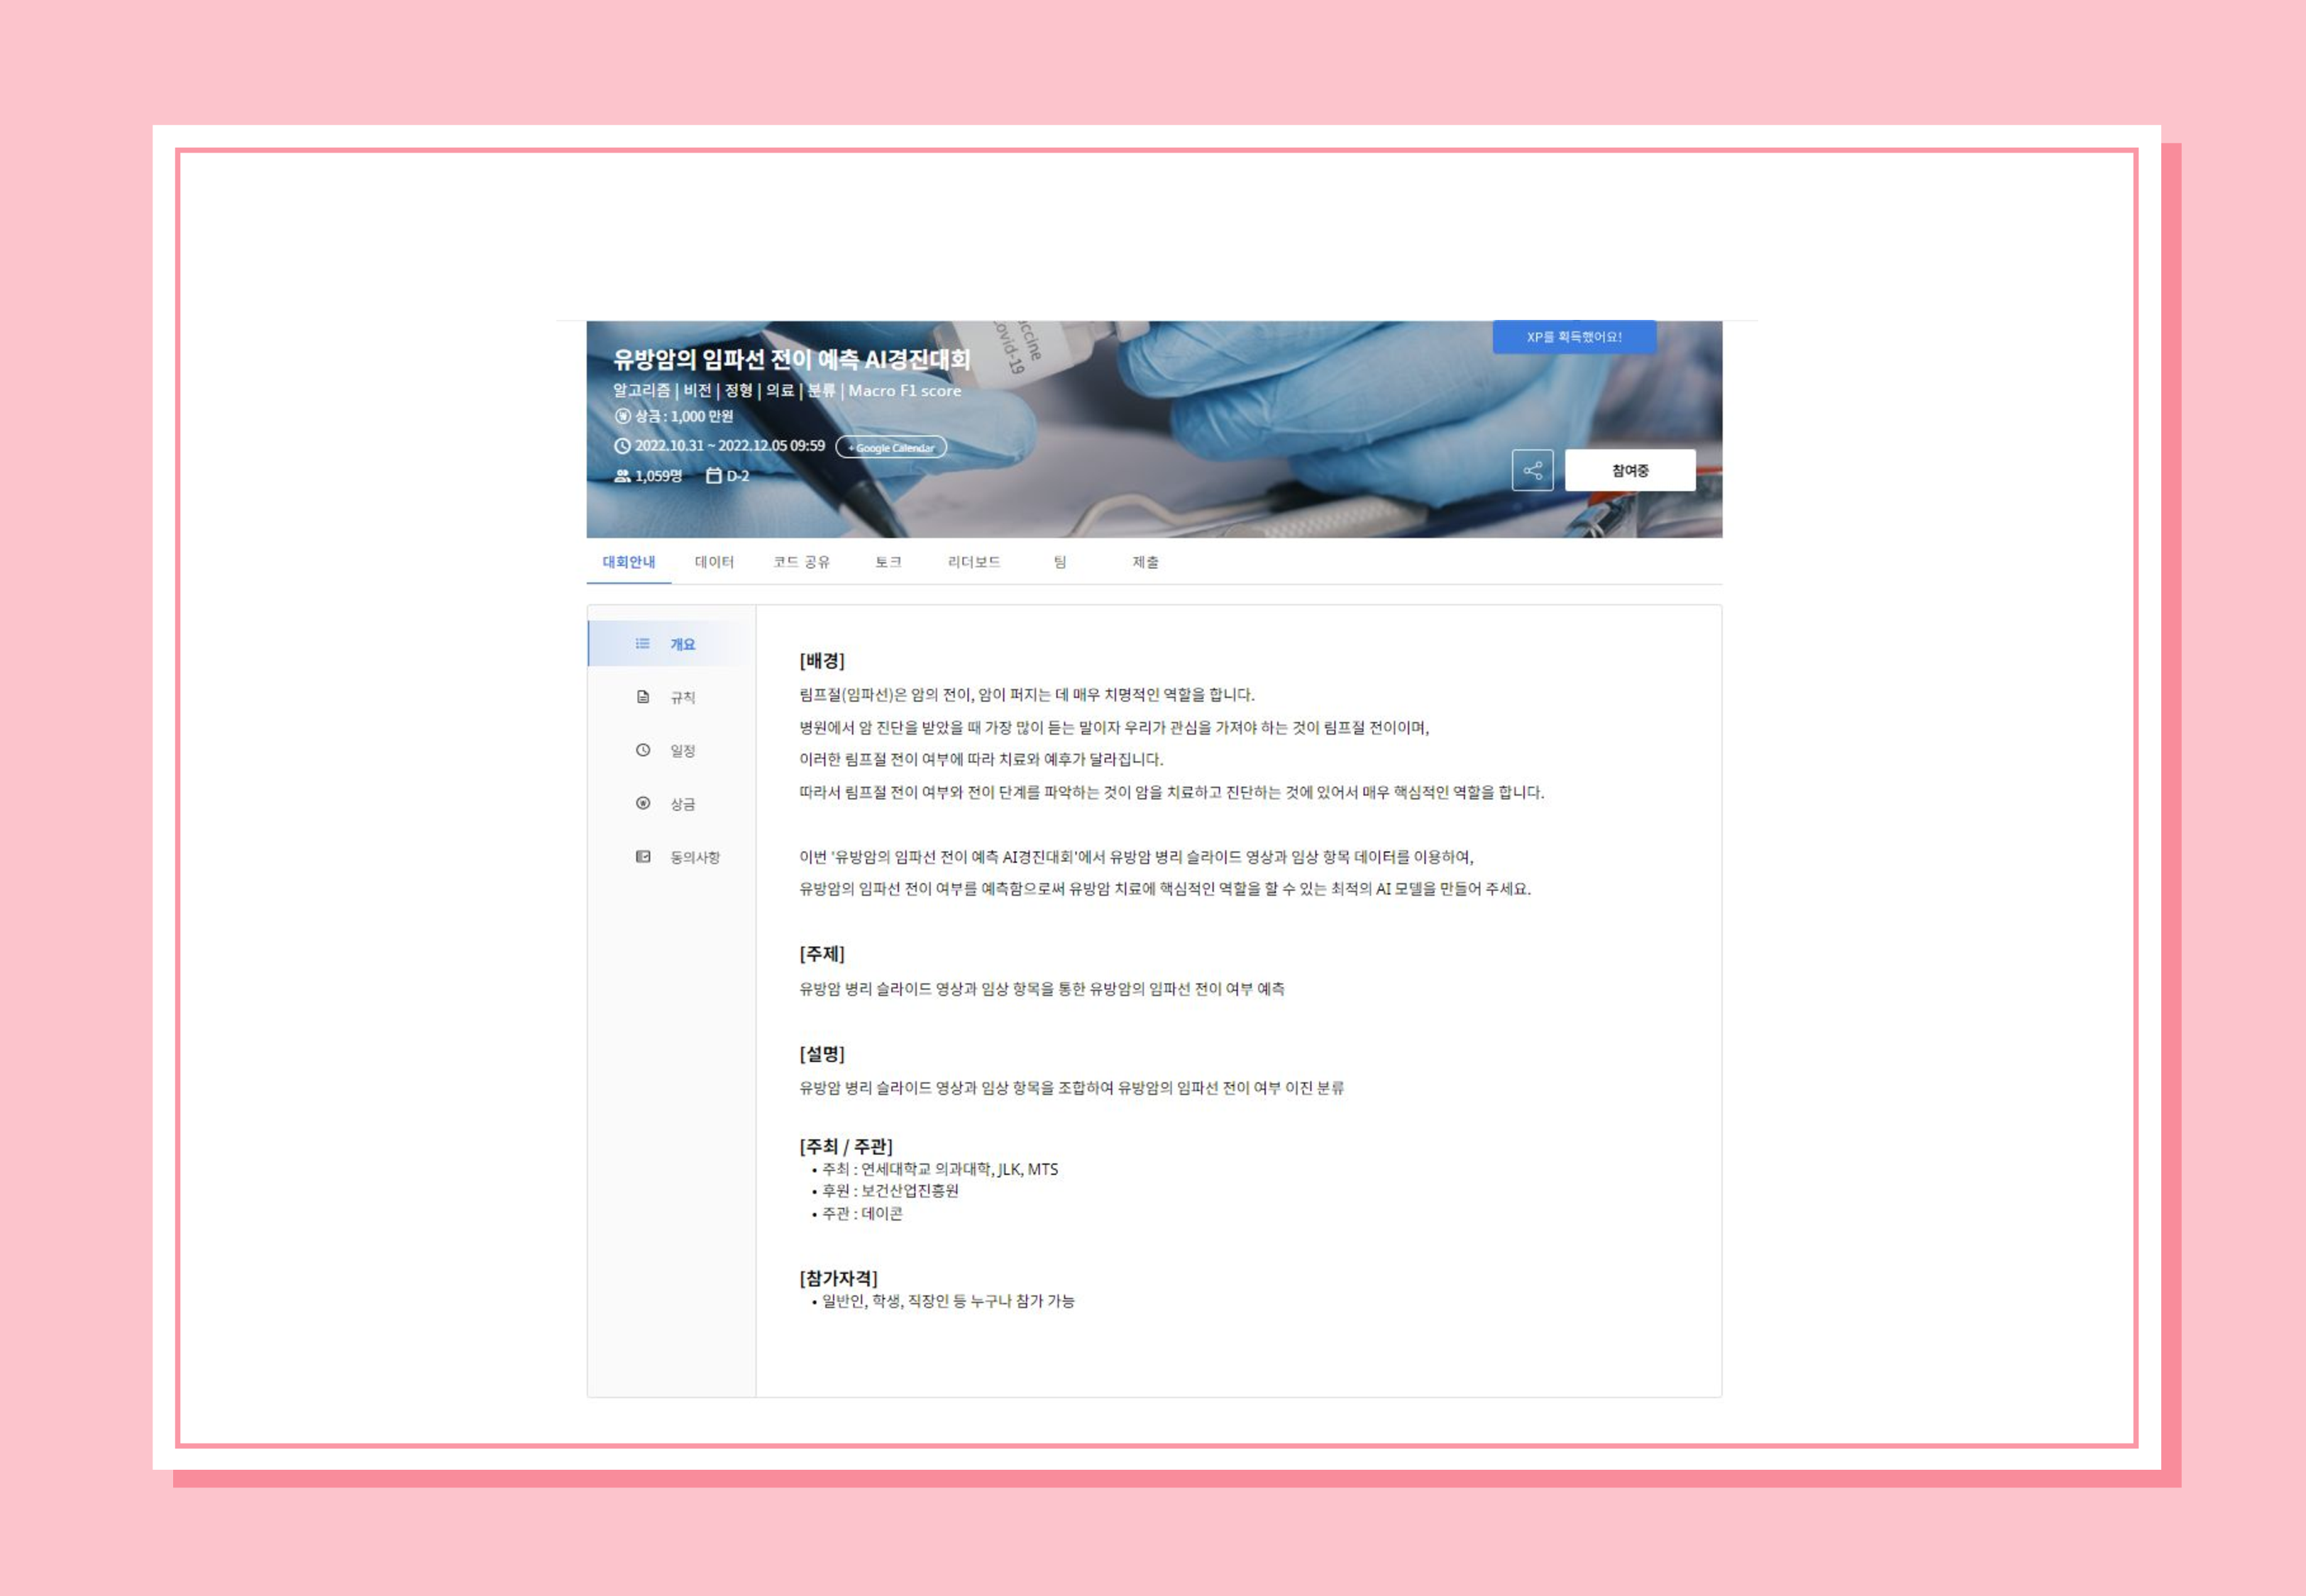 유방암의 임파선 전이 예측 AI경진대회
알고리즘 | 비전 | 정형 | 의료 | 분류 | Macro F1 score
상금 : 1,000 만원
2022.10.31 ~ 2022.12.05 09:59 + Google Calendar
1,059명 D-2
ccine
ovid-19
XP를 획득했어요!
참여중
대회안내 데이터 코드 공유 토크 리더보드 팀 제출
개요
규칙
일정
상금
동의사항
[배경]
림프절(임파선)은 암의 전이, 암이 퍼지는 데 매우 치명적인 역할을 합니다.
병원에서 암 진단을 받았을 때 가장 많이 듣는 말이자 우리가 관심을 가져야 하는 것이 림프절 전이이며,
이러한 림프절 전이 여부에 따라 치료와 예후가 달라집니다.
따라서 림프절 전이 여부와 전이 단계를 파악하는 것이 암을 치료하고 진단하는 것에 있어서 매우 핵심적인 역할을 합니다.
이번 '유방암의 임파선 전이 예측 AI경진대회'에서 유방암 병리 슬라이드 영상과 임상 항목 데이터를 이용하여,
유방암의 임파선 전이 여부를 예측함으로써 유방암 치료에 핵심적인 역할을 할 수 있는 최적의 AI 모델을 만들어 주세요.
[주제]
유방암 병리 슬라이드 영상과 임상 항목을 통한 유방암의 임파선 전이 여부 예측
[설명]
유방암 병리 슬라이드 영상과 임상 항목을 조합하여 유방암의 임파선 전이 여부 이진 분류
[주최 / 주관]
• 주최 : 연세대학교 의과대학, JLK, MTS
• 후원 : 보건산업진흥원
• 주관 : 데이콘
[참가자격]
• 일반인, 학생, 직장인 등 누구나 참가 가능